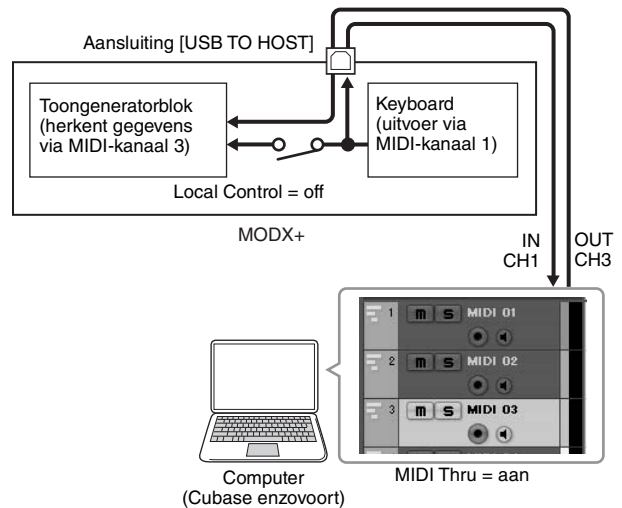 Aansluiting [USB TO HOST]
Toongeneratorblok
(herkent gegevens
via MIDI-kanaal 3)
Keyboard
(uitvoer via
MIDI-kanaal 1)
Local Control = off
MODX+
IN
CH1
OUT
CH3
1 m S MIDI 01
2 m S MIDI 02
3 m S MIDI 03
Computer
(Cubase enzovoort)
MIDI Thru = aan